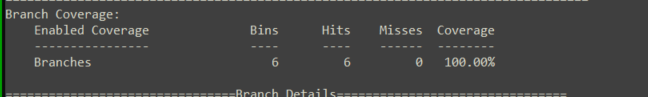 ================================================================================
Branch Coverage:
    Enabled Coverage              Bins      Hits    Misses  Coverage
    ----------------              ----      ----    ------  --------
    Branches                         6         6         0   100.00%

================================Branch Details================================